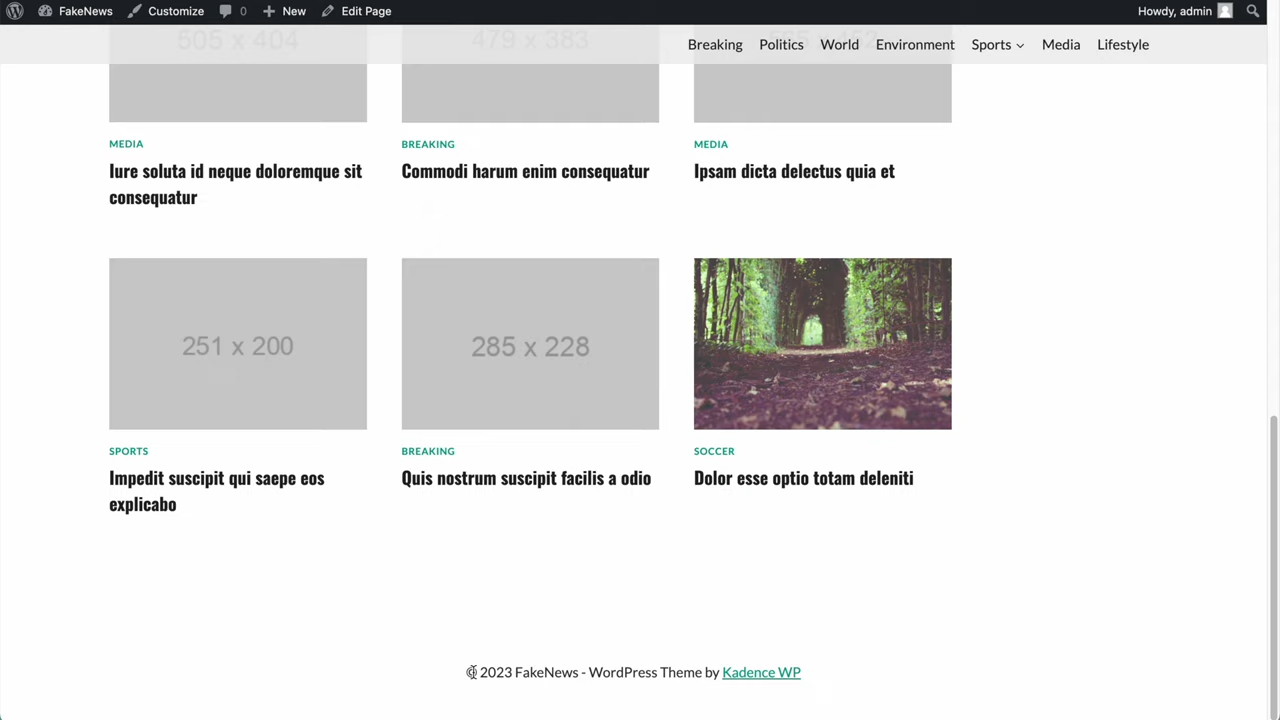 FakeNews Customize 0 New Edit Page Howdy, admin
505 x 404 479 x 383
Breaking Politics World Environment Sports Media Lifestyle
MEDIA BREAKING MEDIA
Iure soluta id neque doloremque sit Commodi harum enim consequatur Ipsam dicta delectus quia et
consequatur
251 x 200 285 x 228
SPORTS BREAKING SOCCER
Impedit suscipit qui saepe eos Quis nostrum suscipit facilis a odio Dolor esse optio totam deleniti
explicabo
© 2023 FakeNews - WordPress Theme by Kadence WP